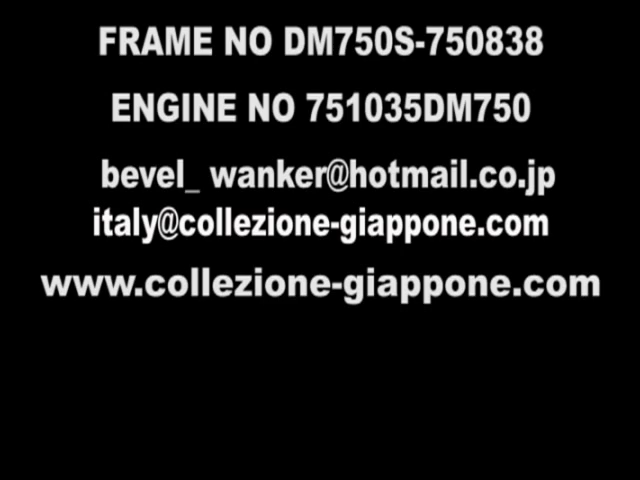 FRAME NO DM750S-750838
ENGINE NO 751035DM750
bevel_ wanker@hotmail.co.jp
italy@collezione-giappone.com
www.collezione-giappone.com